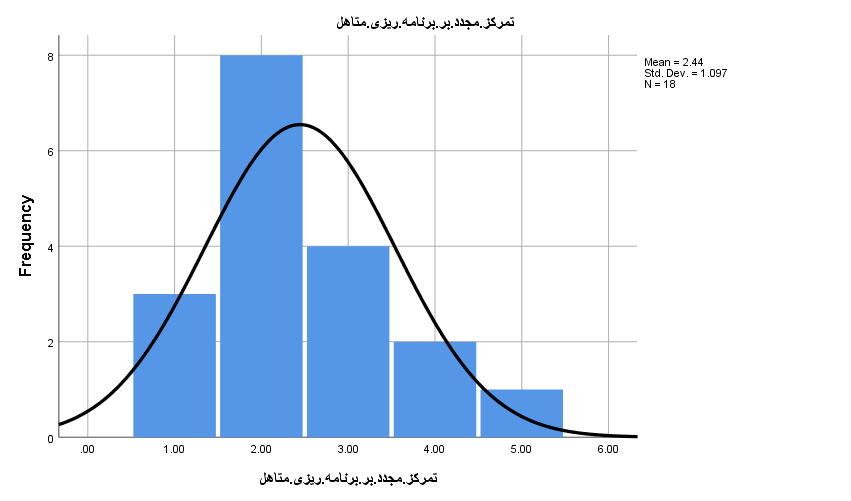 تمرکز.مجدد.بر.برنامه.ریزی.متاهل
Mean = 2.44
Std. Dev. = 1.097
N = 18
Frequency
8
6
4
2
0
.00 1.00 2.00 3.00 4.00 5.00 6.00
تمرکز.مجدد.بر.برنامه.ریزی.متاهل